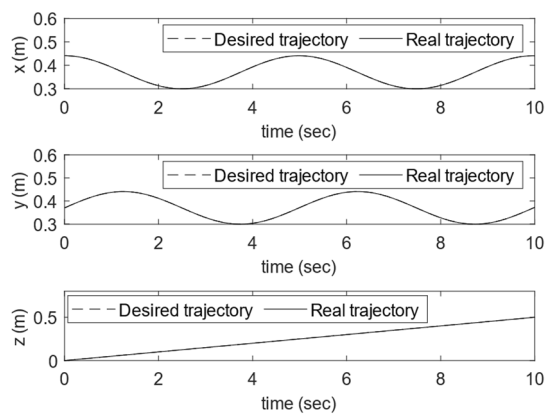 0.6
0.5
0.4
0.3
x (m)
Desired trajectory Real trajectory
0 2 4 6 8 10
time (sec)
0.6
0.5
0.4
0.3
y (m)
Desired trajectory Real trajectory
0 2 4 6 8 10
time (sec)
0.5
0
z (m)
Desired trajectory Real trajectory
0 2 4 6 8 10
time (sec)